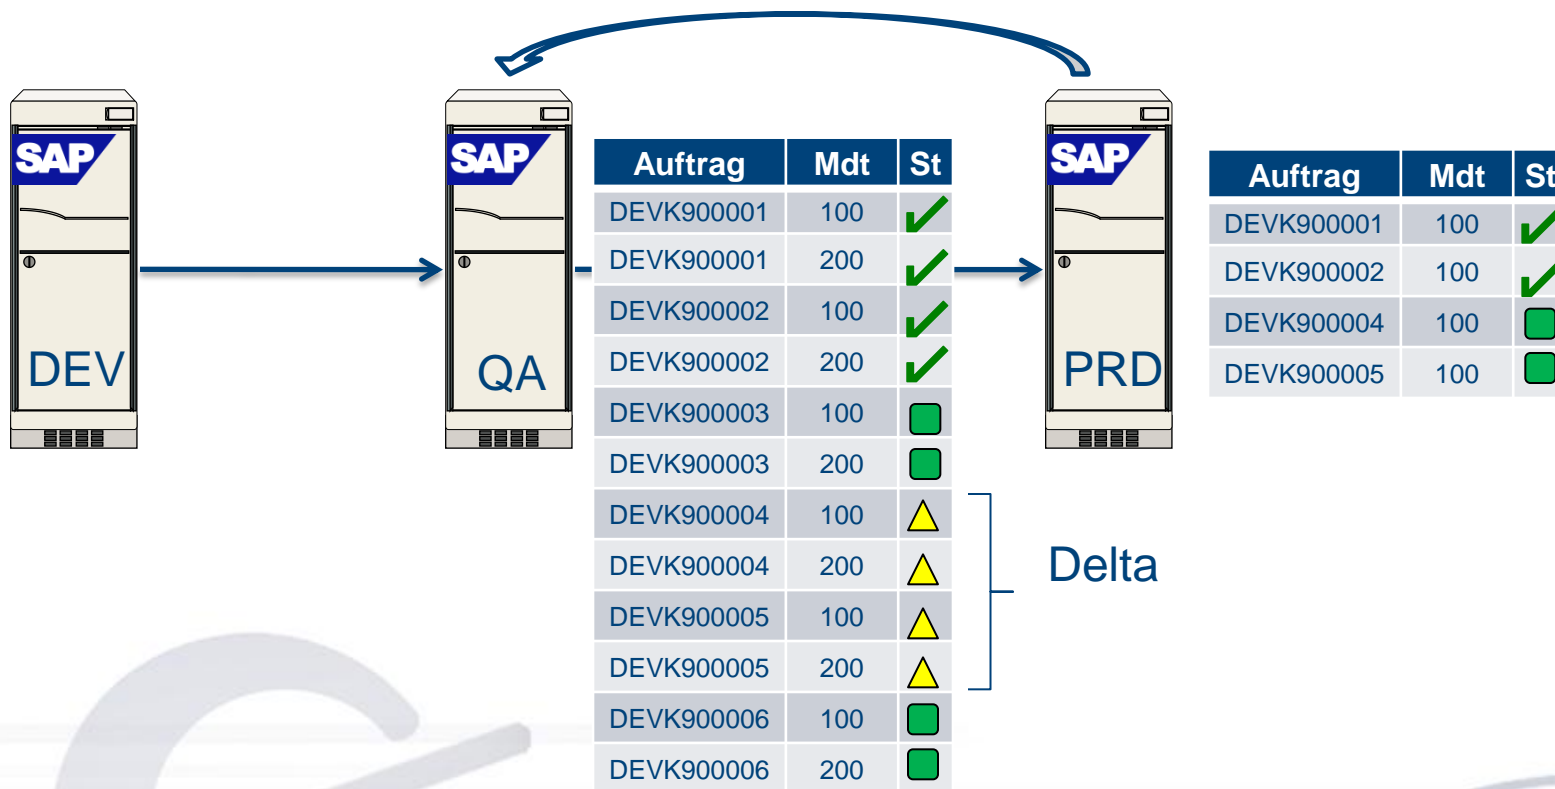 SAP
DEV
SAP
QA
Auftrag Mdt St
DEVK900001 100
DEVK900001 200
DEVK900002 100
DEVK900002 200
DEVK900003 100
DEVK900003 200
DEVK900004 100
DEVK900004 200
DEVK900005 100
DEVK900005 200
DEVK900006 100
DEVK900006 200
Delta
SAP
PRD
Auftrag Mdt St
DEVK900001 100
DEVK900002 100
DEVK900004 100
DEVK900005 100